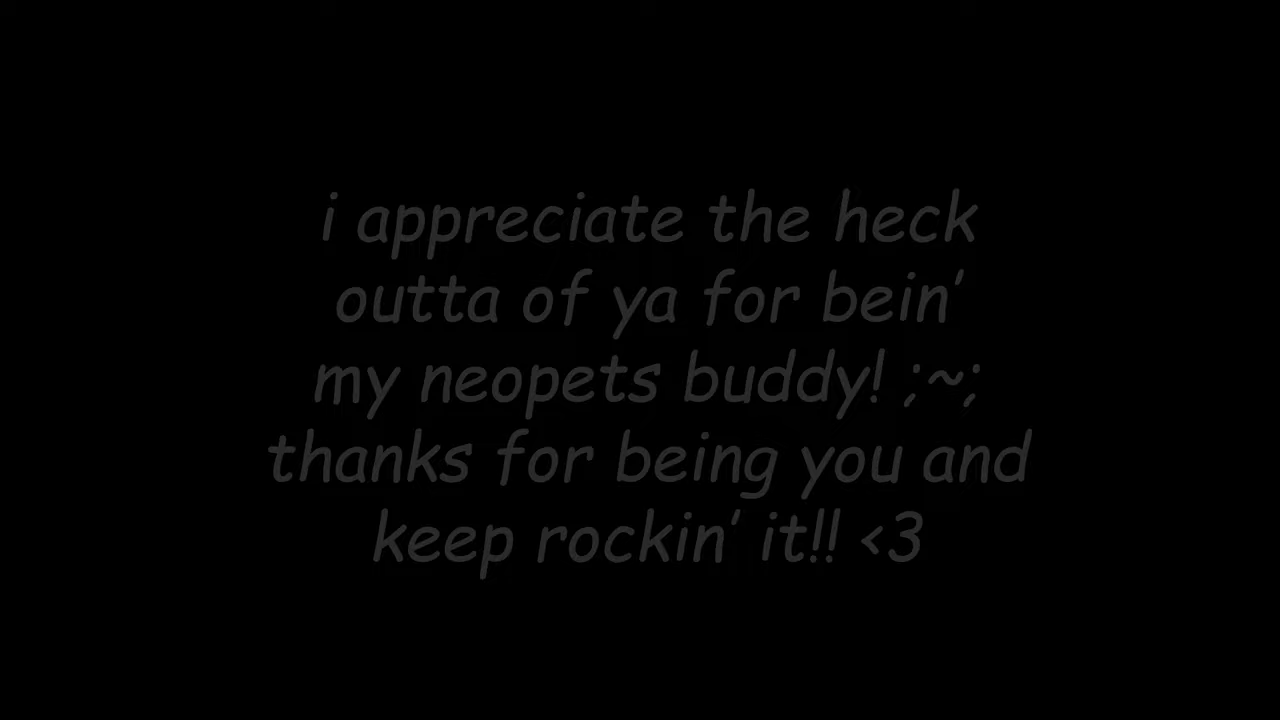 i appreciate the heck
outta of ya for bein’
my neopets buddy! ;~;
thanks for being you and
keep rockin’ it!! <3